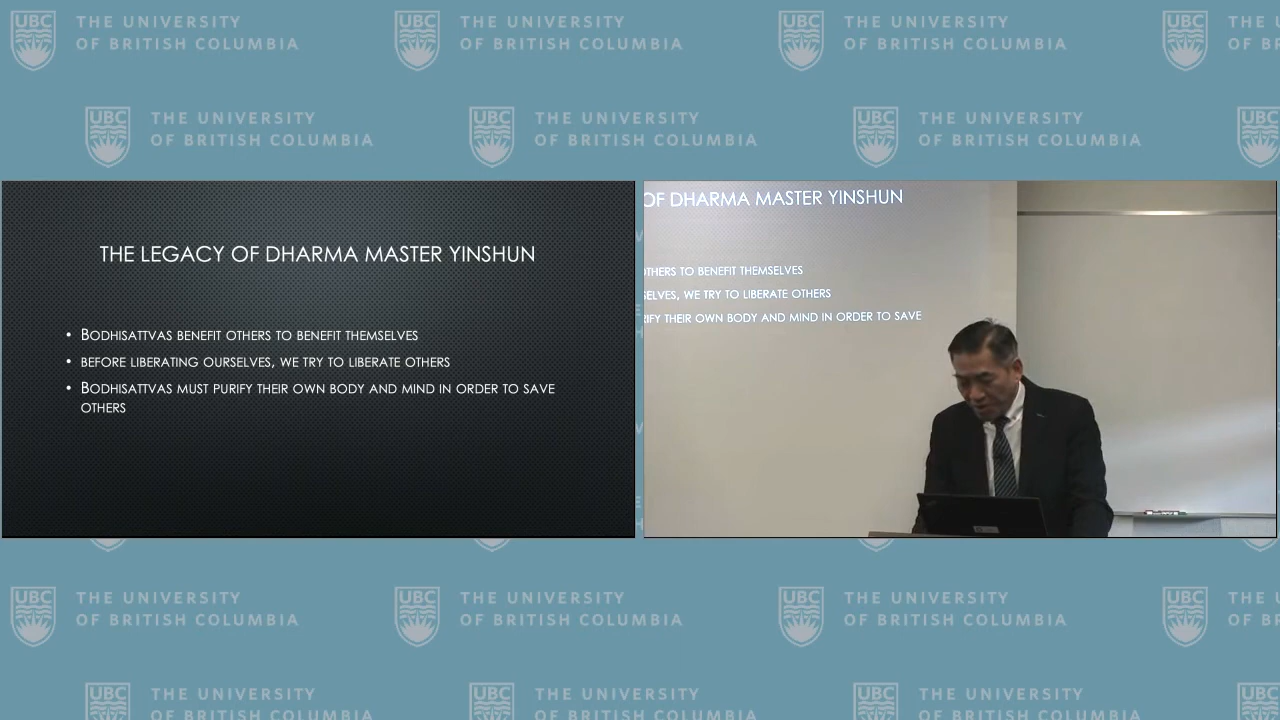 UBC THE UNIVERSITY OF BRITISH COLUMBIA
THE LEGACY OF DHARMA MASTER YINSHUN
• BODHISATTVAS BENEFIT OTHERS TO BENEFIT THEMSELVES
• BEFORE LIBERATING OURSELVES, WE TRY TO LIBERATE OTHERS
• BODHISATTVAS MUST PURIFY THEIR OWN BODY AND MIND IN ORDER TO SAVE
OTHERS
OF DHARMA MASTER YINSHUN
OTHERS TO BENEFIT THEMSELVES
SELVES, WE TRY TO LIBERATE OTHERS
RIFY THEIR OWN BODY AND MIND IN ORDER TO SAVE